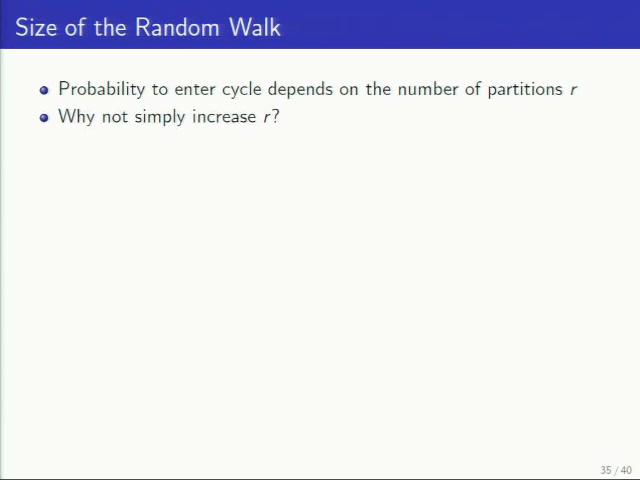 Size of the Random Walk
Probability to enter cycle depends on the number of partitions r
Why not simply increase r?
35 / 40